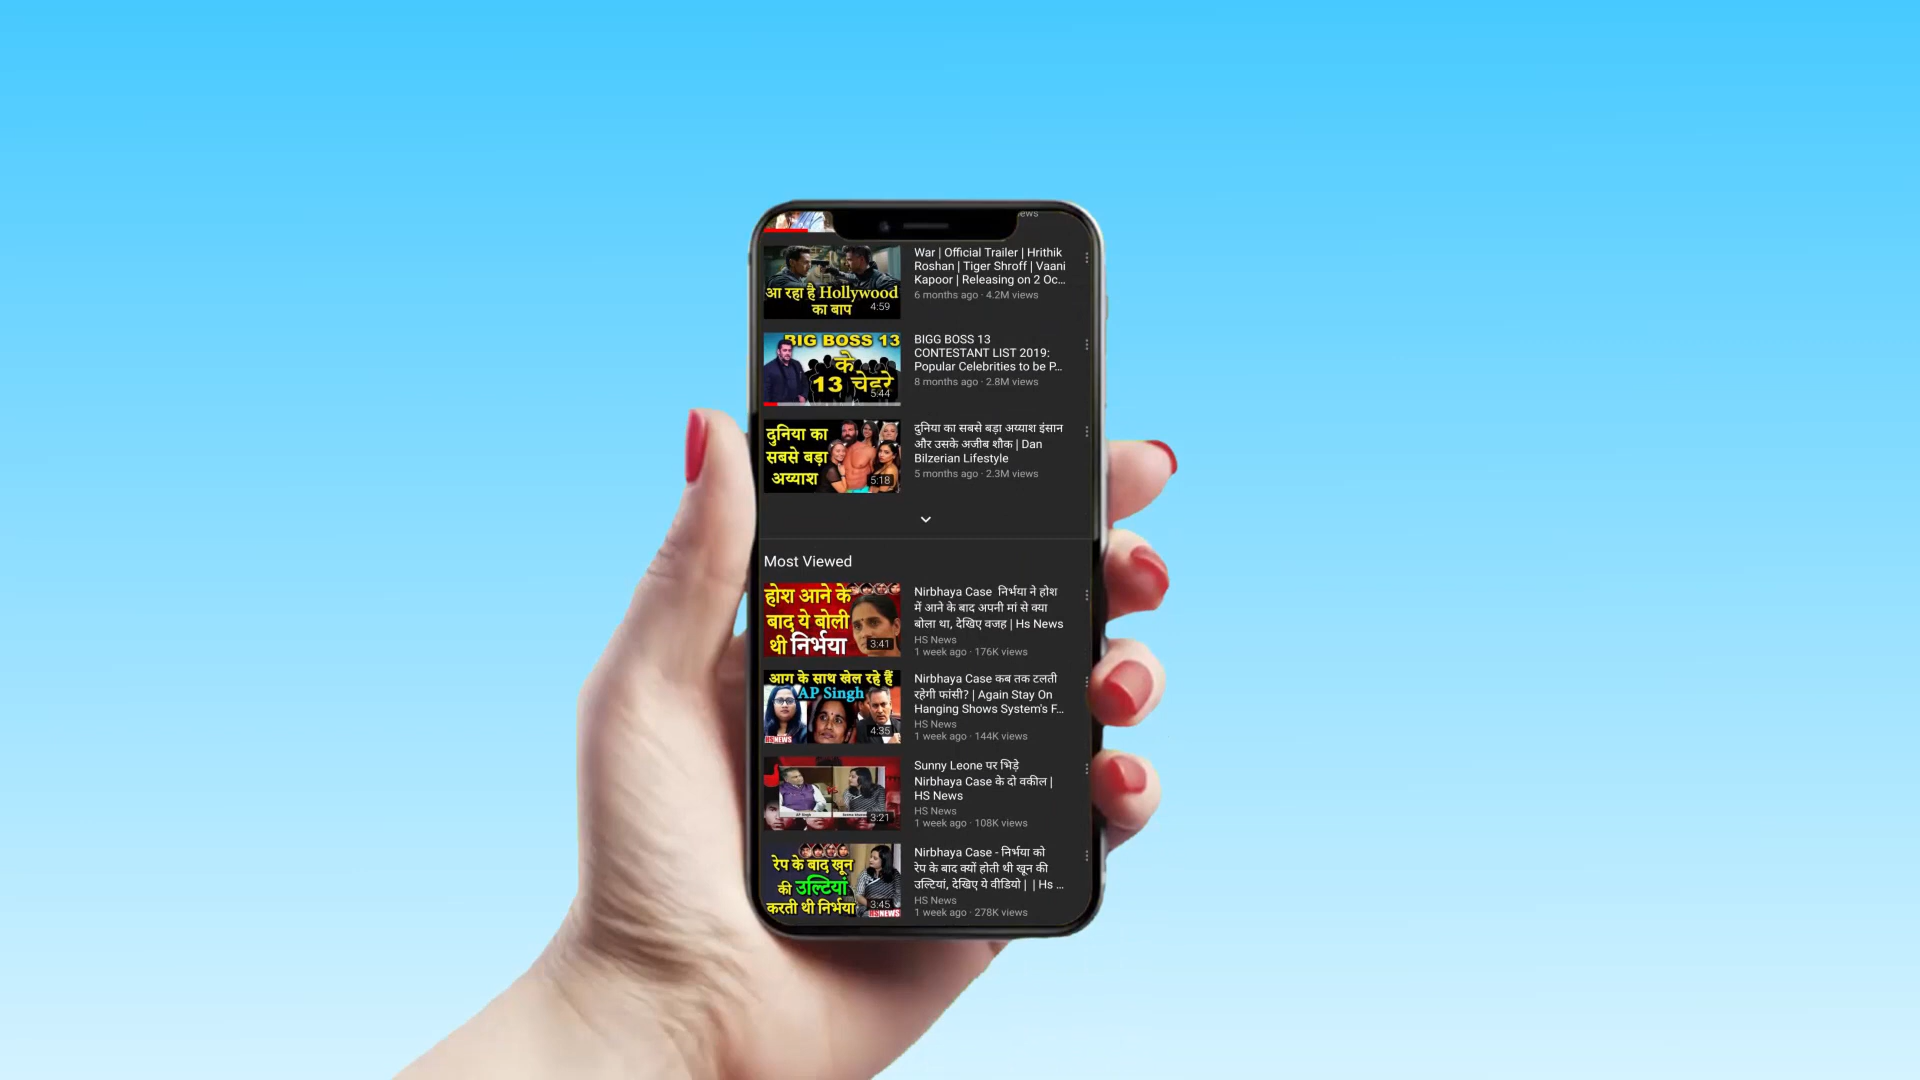 ews
आ रहा है Hollywood
का बाप
4:59
War | Official Trailer | Hrithik
Roshan | Tiger Shroff | Vaani
Kapoor | Releasing on 2 Oc...
6 months ago · 4.2M views
BIG BOSS 13
के
13 चेहरे
5:44
BIGG BOSS 13
CONTESTANT LIST 2019:
Popular Celebrities to be P...
8 months ago · 2.8M views
दुनिया का
सबसे बड़ा
अय्याश
5:18
दुनिया का सबसे बड़ा अय्याश इंसान
और उसके अजीब शौक | Dan
Bilzerian Lifestyle
5 months ago · 2.3M views
Most Viewed
होश आने के
बाद ये बोली
थी निर्भया
3:41
Nirbhaya Case निर्भया ने होश
में आने के बाद अपनी मां से क्या
बोला था, देखिए वजह | Hs News
HS News
1 week ago · 176K views
आग के साथ खेल रहे हैं
AP Singh
HS NEWS
4:35
Nirbhaya Case कब तक टलती
रहेगी फांसी? | Again Stay On
Hanging Shows System's F...
HS News
1 week ago · 144K views
3:21
Sunny Leone पर भिड़े
Nirbhaya Case के दो वकील |
HS News
HS News
1 week ago · 108K views
रेप के बाद खून
की उल्टियां
करती थी निर्भया
3:45
HS NEWS
Nirbhaya Case - निर्भया को
रेप के बाद क्यों होती थी खून की
उल्टियां, देखिए ये वीडियो | | Hs ...
HS News
1 week ago · 278K views